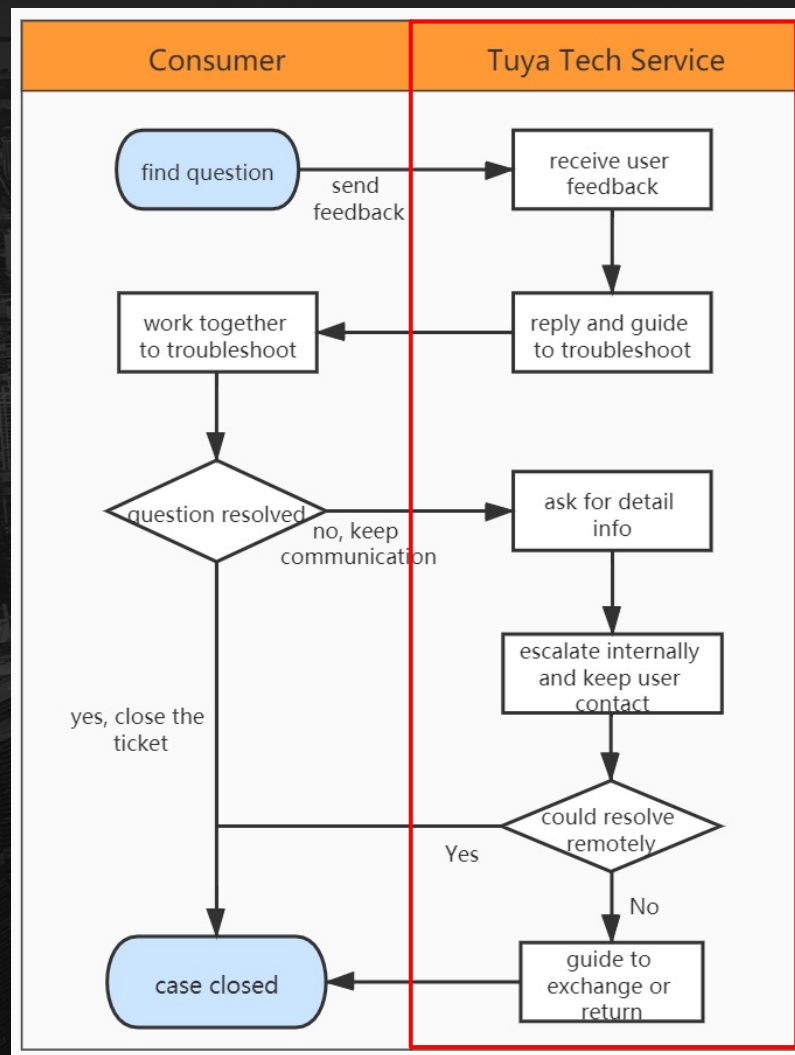 Consumer
Tuya Tech Service
find question
send
feedback
receive user
feedback
work together
to troubleshoot
reply and guide
to troubleshoot
question resolved
no, keep
communication
ask for detail
info
escalate internally
and keep user
contact
yes, close the
ticket
could resolve
remotely
Yes
No
case closed
guide to
exchange or
return